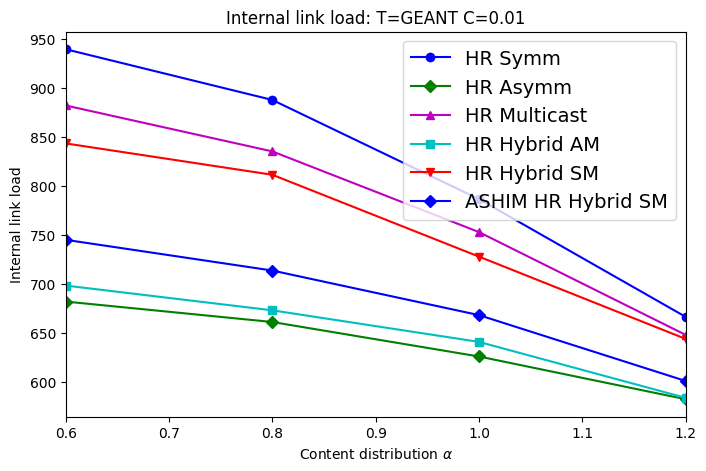 Internal link load: T=GEANT C=0.01
950
900
850
800
750
700
650
600
Internal link load
HR Symm
HR Asymm
HR Multicast
HR Hybrid AM
HR Hybrid SM
ASHIM HR Hybrid SM
0.6 0.7 0.8 0.9 1.0 1.1 1.2
Content distribution α